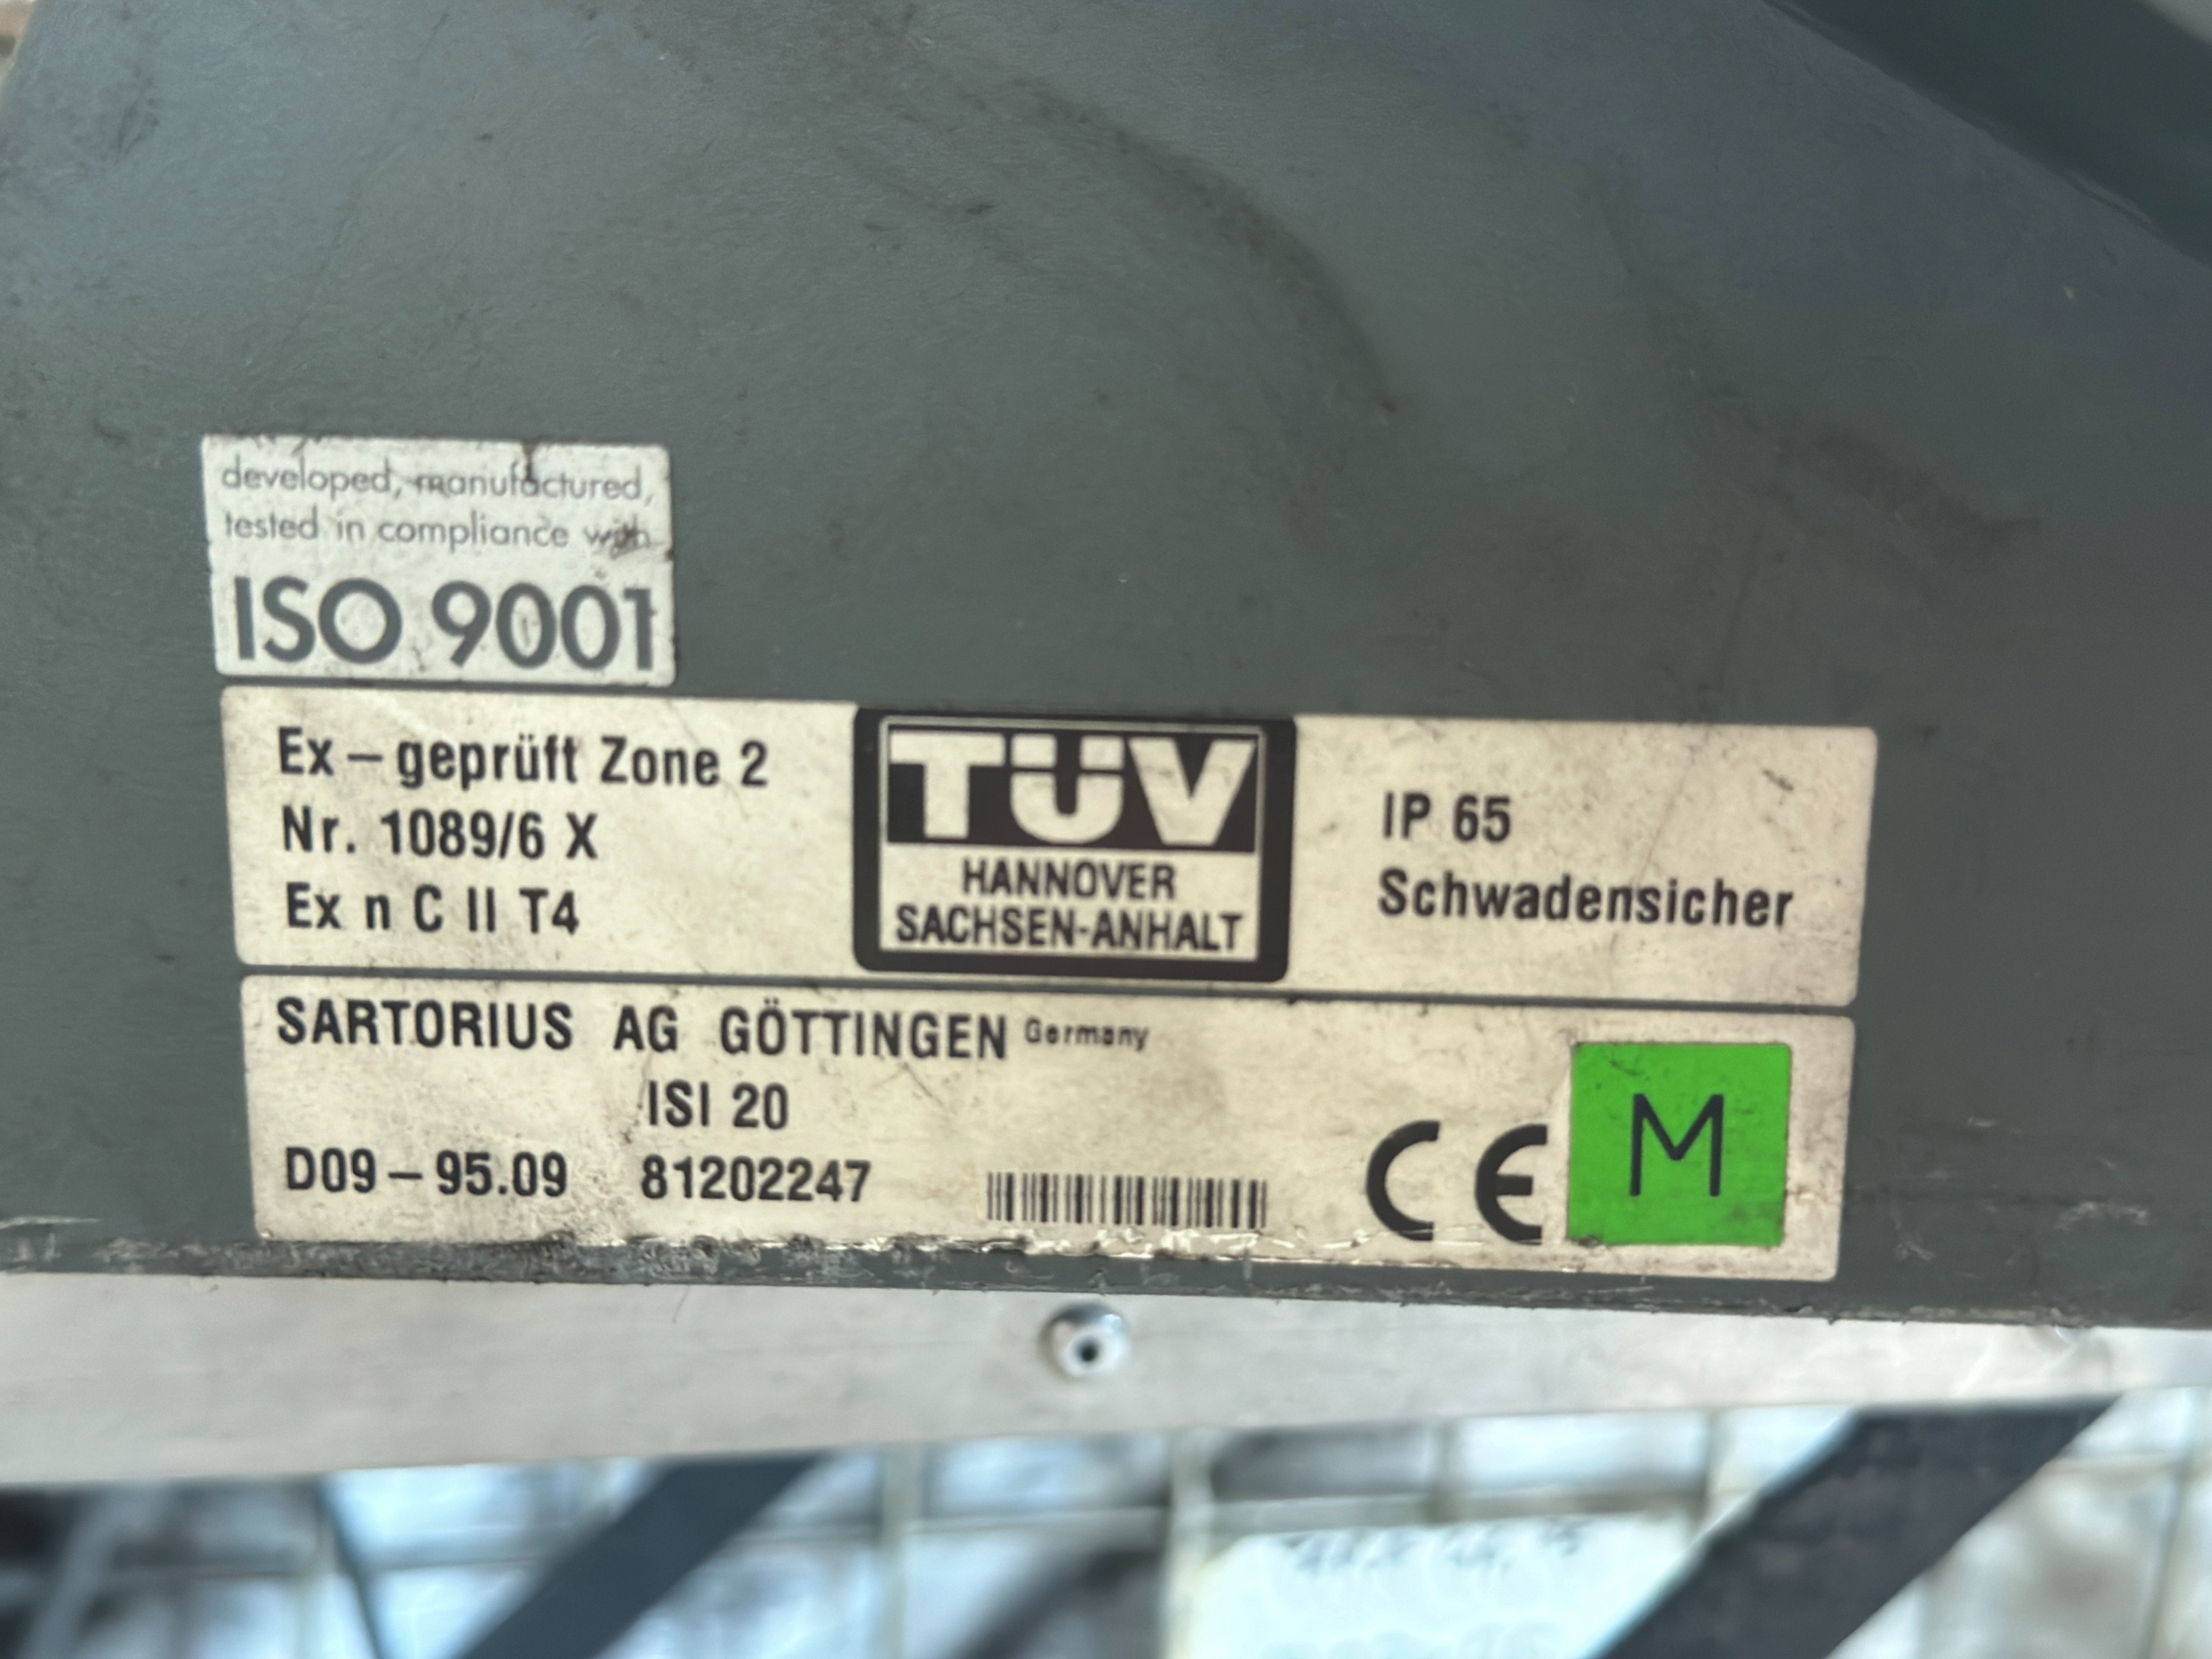 developed, manufactured,
tested in compliance with
ISO 9001
Ex – geprüft Zone 2
Nr. 1089/6 X
Ex n C II T4
TÜV
HANNOVER
SACHSEN-ANHALT
IP 65
Schwadensicher
SARTORIUS AG GÖTTINGEN Germany
ISI 20
D09 – 95.09 81202247
CE M